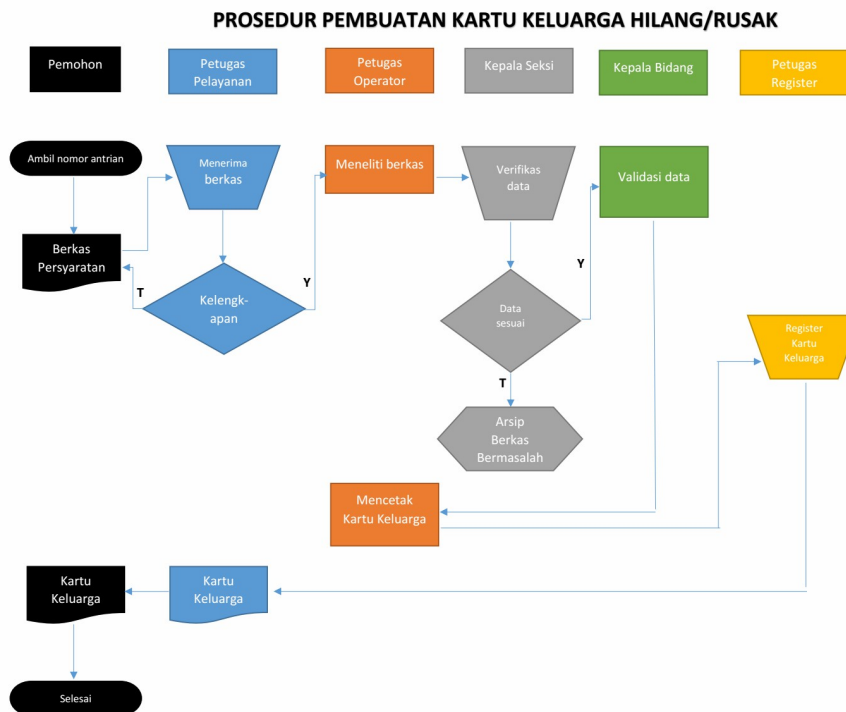 PROSEDUR PEMBUATAN KARTU KELUARGA HILANG/RUSAK
Pemohon
Petugas
Pelayanan
Petugas
Operator
Kepala Seksi
Kepala Bidang
Petugas
Register
Ambil nomor antrian
Menerima
berkas
Meneliti berkas
Verifikas
data
Validasi data
Berkas
Persyaratan
T
Kelengk-
apan
Y
Data
sesuai
Y
T
Register
Kartu
Keluarga
Arsip
Berkas
Bermasalah
Mencetak
Kartu Keluarga
Kartu
Keluarga
Kartu
Keluarga
Selesai